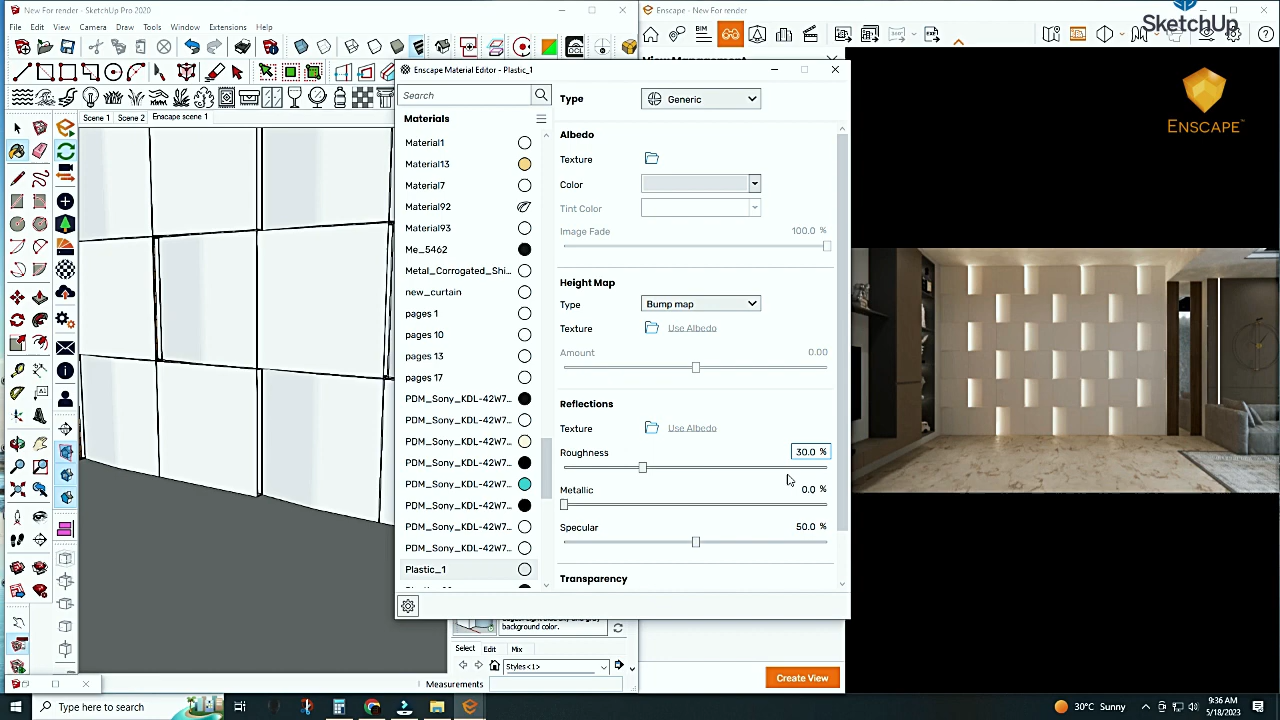 New For render - SketchUp Pro 2020
File Edit View Camera Draw Tools Window Extensions Help
Scene 1 Scene 2 Enscape scene 1
Enscape - New For render
SketchUp
ENSCAPE™
Enscape Material Editor - Plastic_1
Search
Materials
Material1
Material13
Material7
Material92
Material93
Me_5462
Metal_Corrogated_Shi...
new_curtain
pages 1
pages 10
pages 13
pages 17
PDM_Sony_KDL-42W7...
PDM_Sony_KDL-42W7...
PDM_Sony_KDL-42W7...
PDM_Sony_KDL-42W7...
PDM_Sony_KDL-42W7...
PDM_Sony_KDL-42W7...
PDM_Sony_KDL-42W7...
PDM_Sony_KDL-42W7...
Plastic_1
Type Generic
Albedo
Texture
Color
Tint Color
Image Fade 100.0 %
Height Map
Type Bump map
Texture Use Albedo
Amount 0.00
Reflections
Texture Use Albedo
Roughness 30.0 %
Metallic 0.0 %
Specular 50.0 %
Transparency
background color.
Select Edit Mix
Styles<1>
Measurements
Create View
Type here to search
30°C Sunny
9:36 AM
5/18/2023